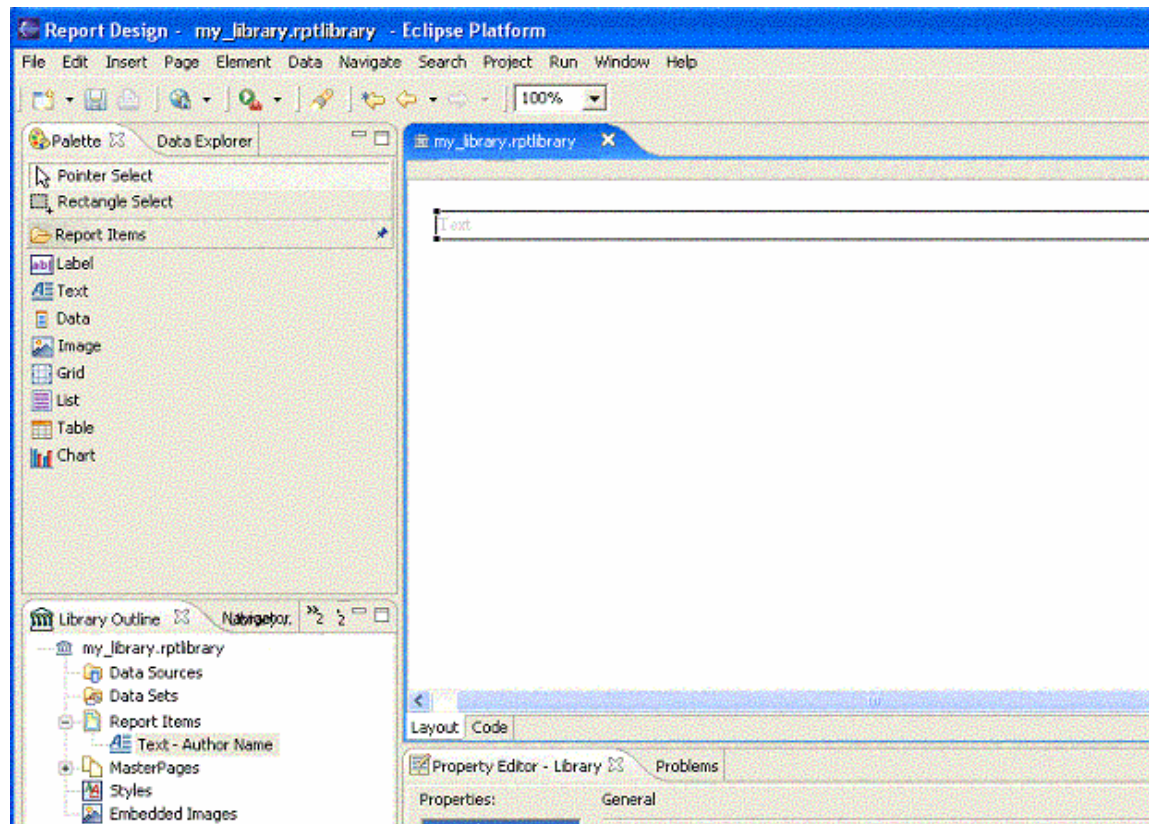 Report Design - my_library.rptlibrary - Eclipse Platform
File Edit Insert Page Element Data Navigate Search Project Run Window Help
100%
Palette Data Explorer
Pointer Select
Rectangle Select
Report Items
Label
Text
Data
Image
Grid
List
Table
Chart
my_library.rptlibrary
Text
Layout Code
Library Outline
my_library.rptlibrary
Data Sources
Data Sets
Report Items
Text - Author Name
MasterPages
Styles
Embedded Images
Property Editor - Library Problems
Properties: General